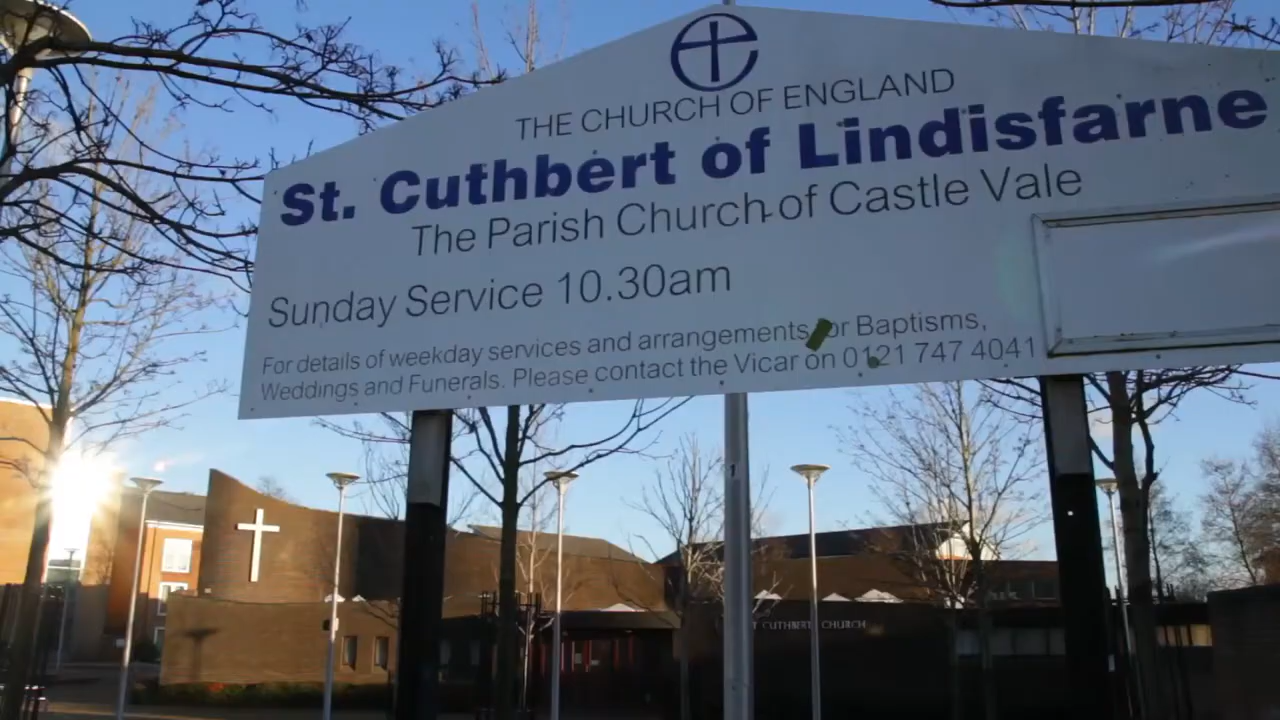 THE CHURCH OF ENGLAND
St. Cuthbert of Lindisfarne
The Parish Church of Castle Vale
Sunday Service 10.30am
For details of weekday services and arrangements or Baptisms,
Weddings and Funerals. Please contact the Vicar on 0121 747 4041
CUTHBERT CHURCH